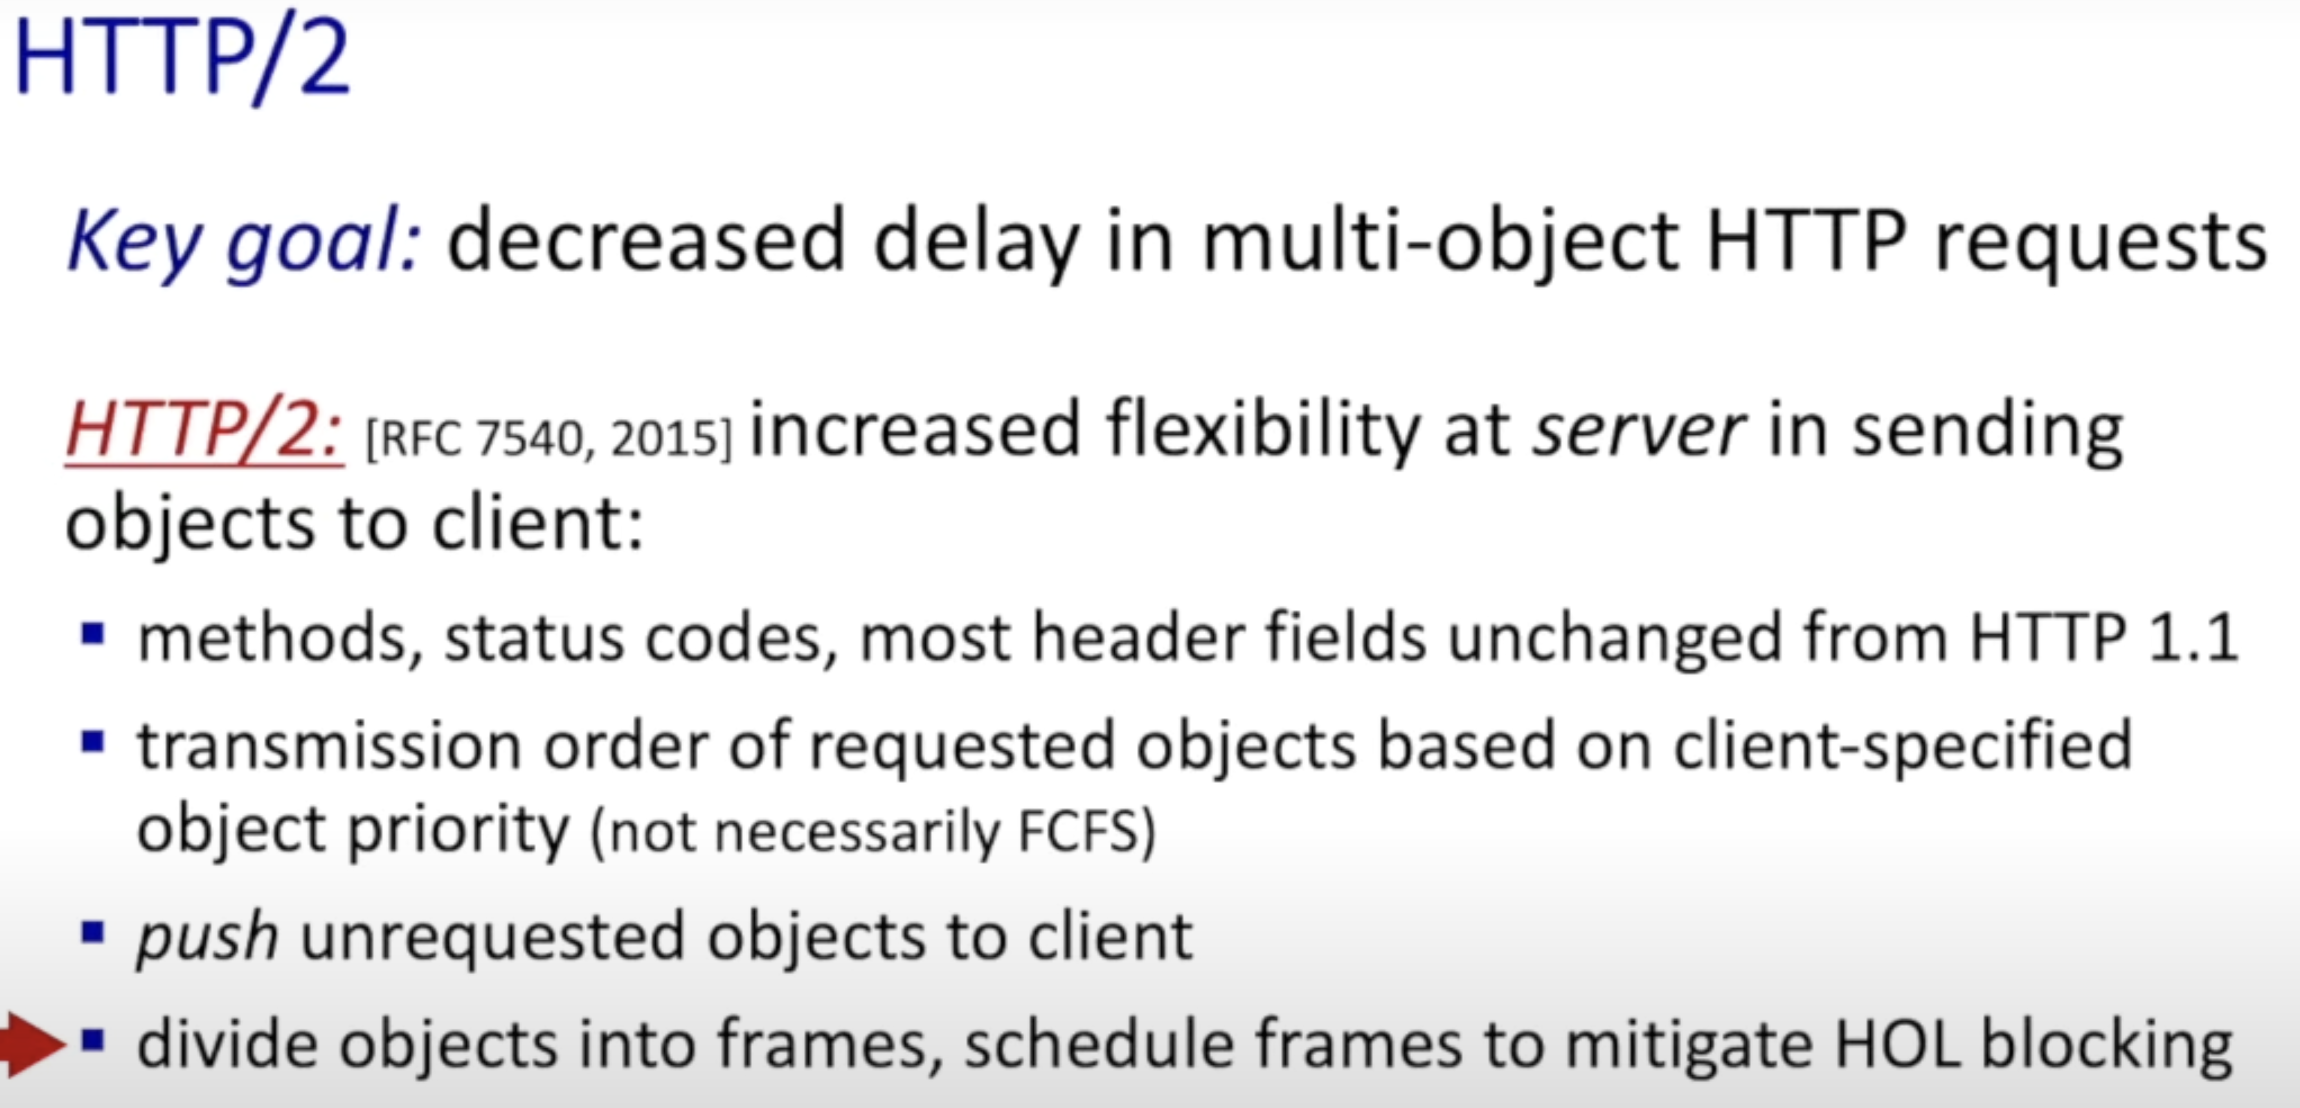 HTTP/2
Key goal: decreased delay in multi-object HTTP requests
HTTP/2: [RFC 7540, 2015] increased flexibility at server in sending
objects to client:
▪ methods, status codes, most header fields unchanged from HTTP 1.1
▪ transmission order of requested objects based on client-specified
object priority (not necessarily FCFS)
▪ push unrequested objects to client
▪ divide objects into frames, schedule frames to mitigate HOL blocking